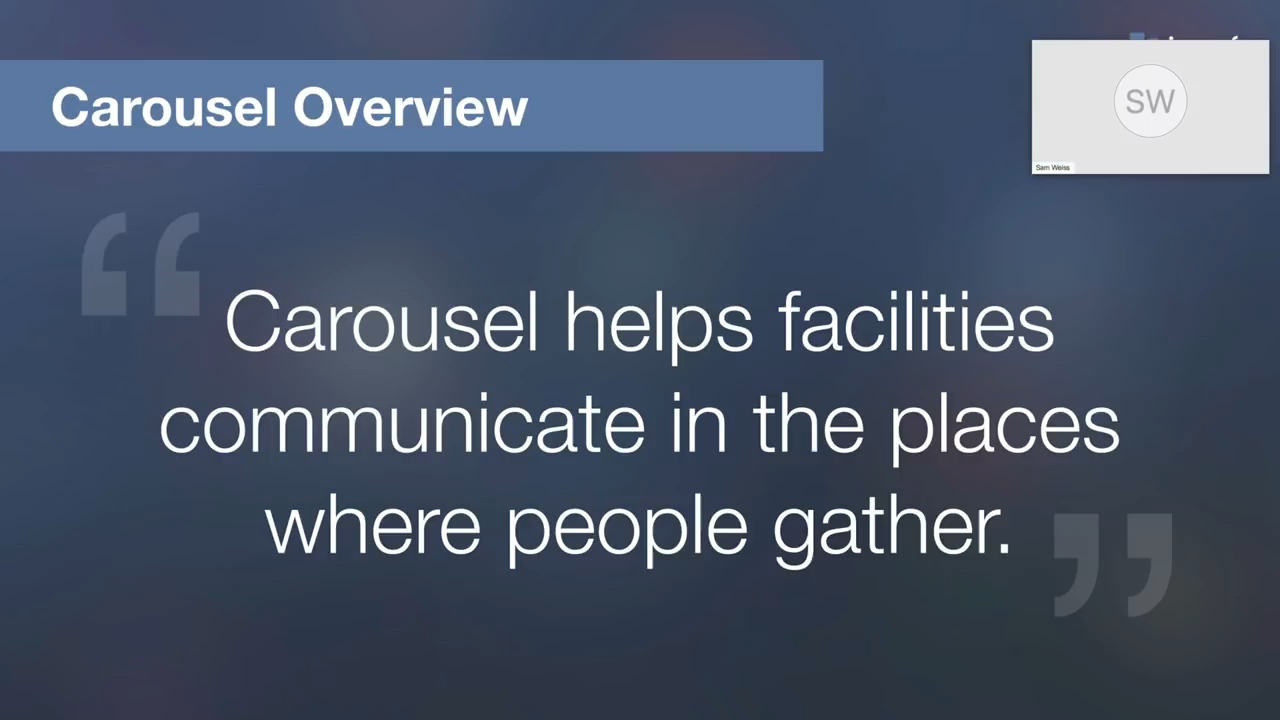 Carousel Overview
SW
Sam Weiss
“
Carousel helps facilities
communicate in the places
where people gather.
”